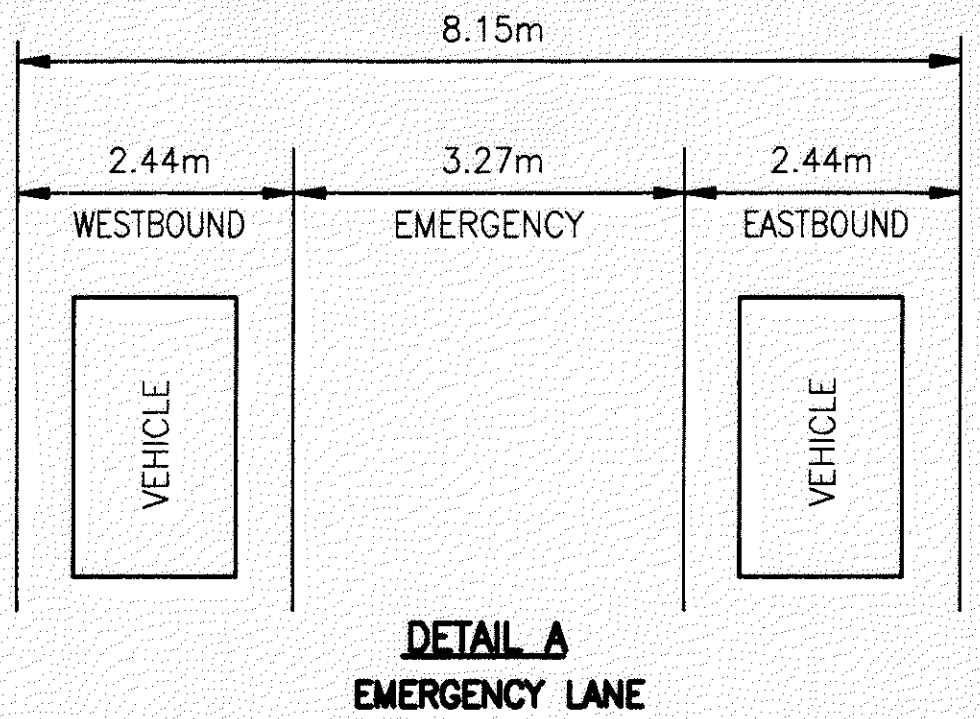 8.15m
2.44m 3.27m 2.44m
WESTBOUND EMERGENCY EASTBOUND
VEHICLE VEHICLE
DETAIL A
EMERGENCY LANE